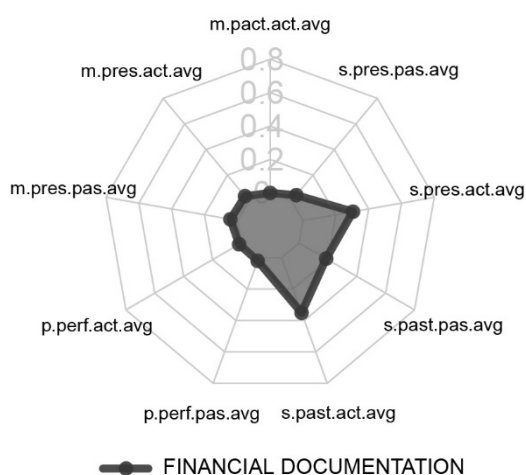 m.pact.act.avg
m.pres.act.avg
s.pres.pas.avg
0.8
0.6
0.4
0.2
0
m.pres.pas.avg
s.pres.act.avg
p.perf.act.avg
s.past.pas.avg
p.perf.pas.avg
s.past.act.avg
FINANCIAL DOCUMENTATION